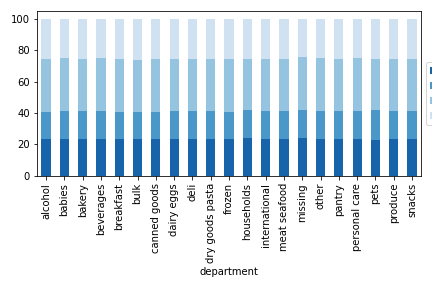 100
80
60
40
20
0
alcohol
babies
bakery
beverages
breakfast
bulk
canned goods
dairy eggs
deli
dry goods pasta
frozen
households
international
meat seafood
missing
other
pantry
personal care
pets
produce
snacks
department